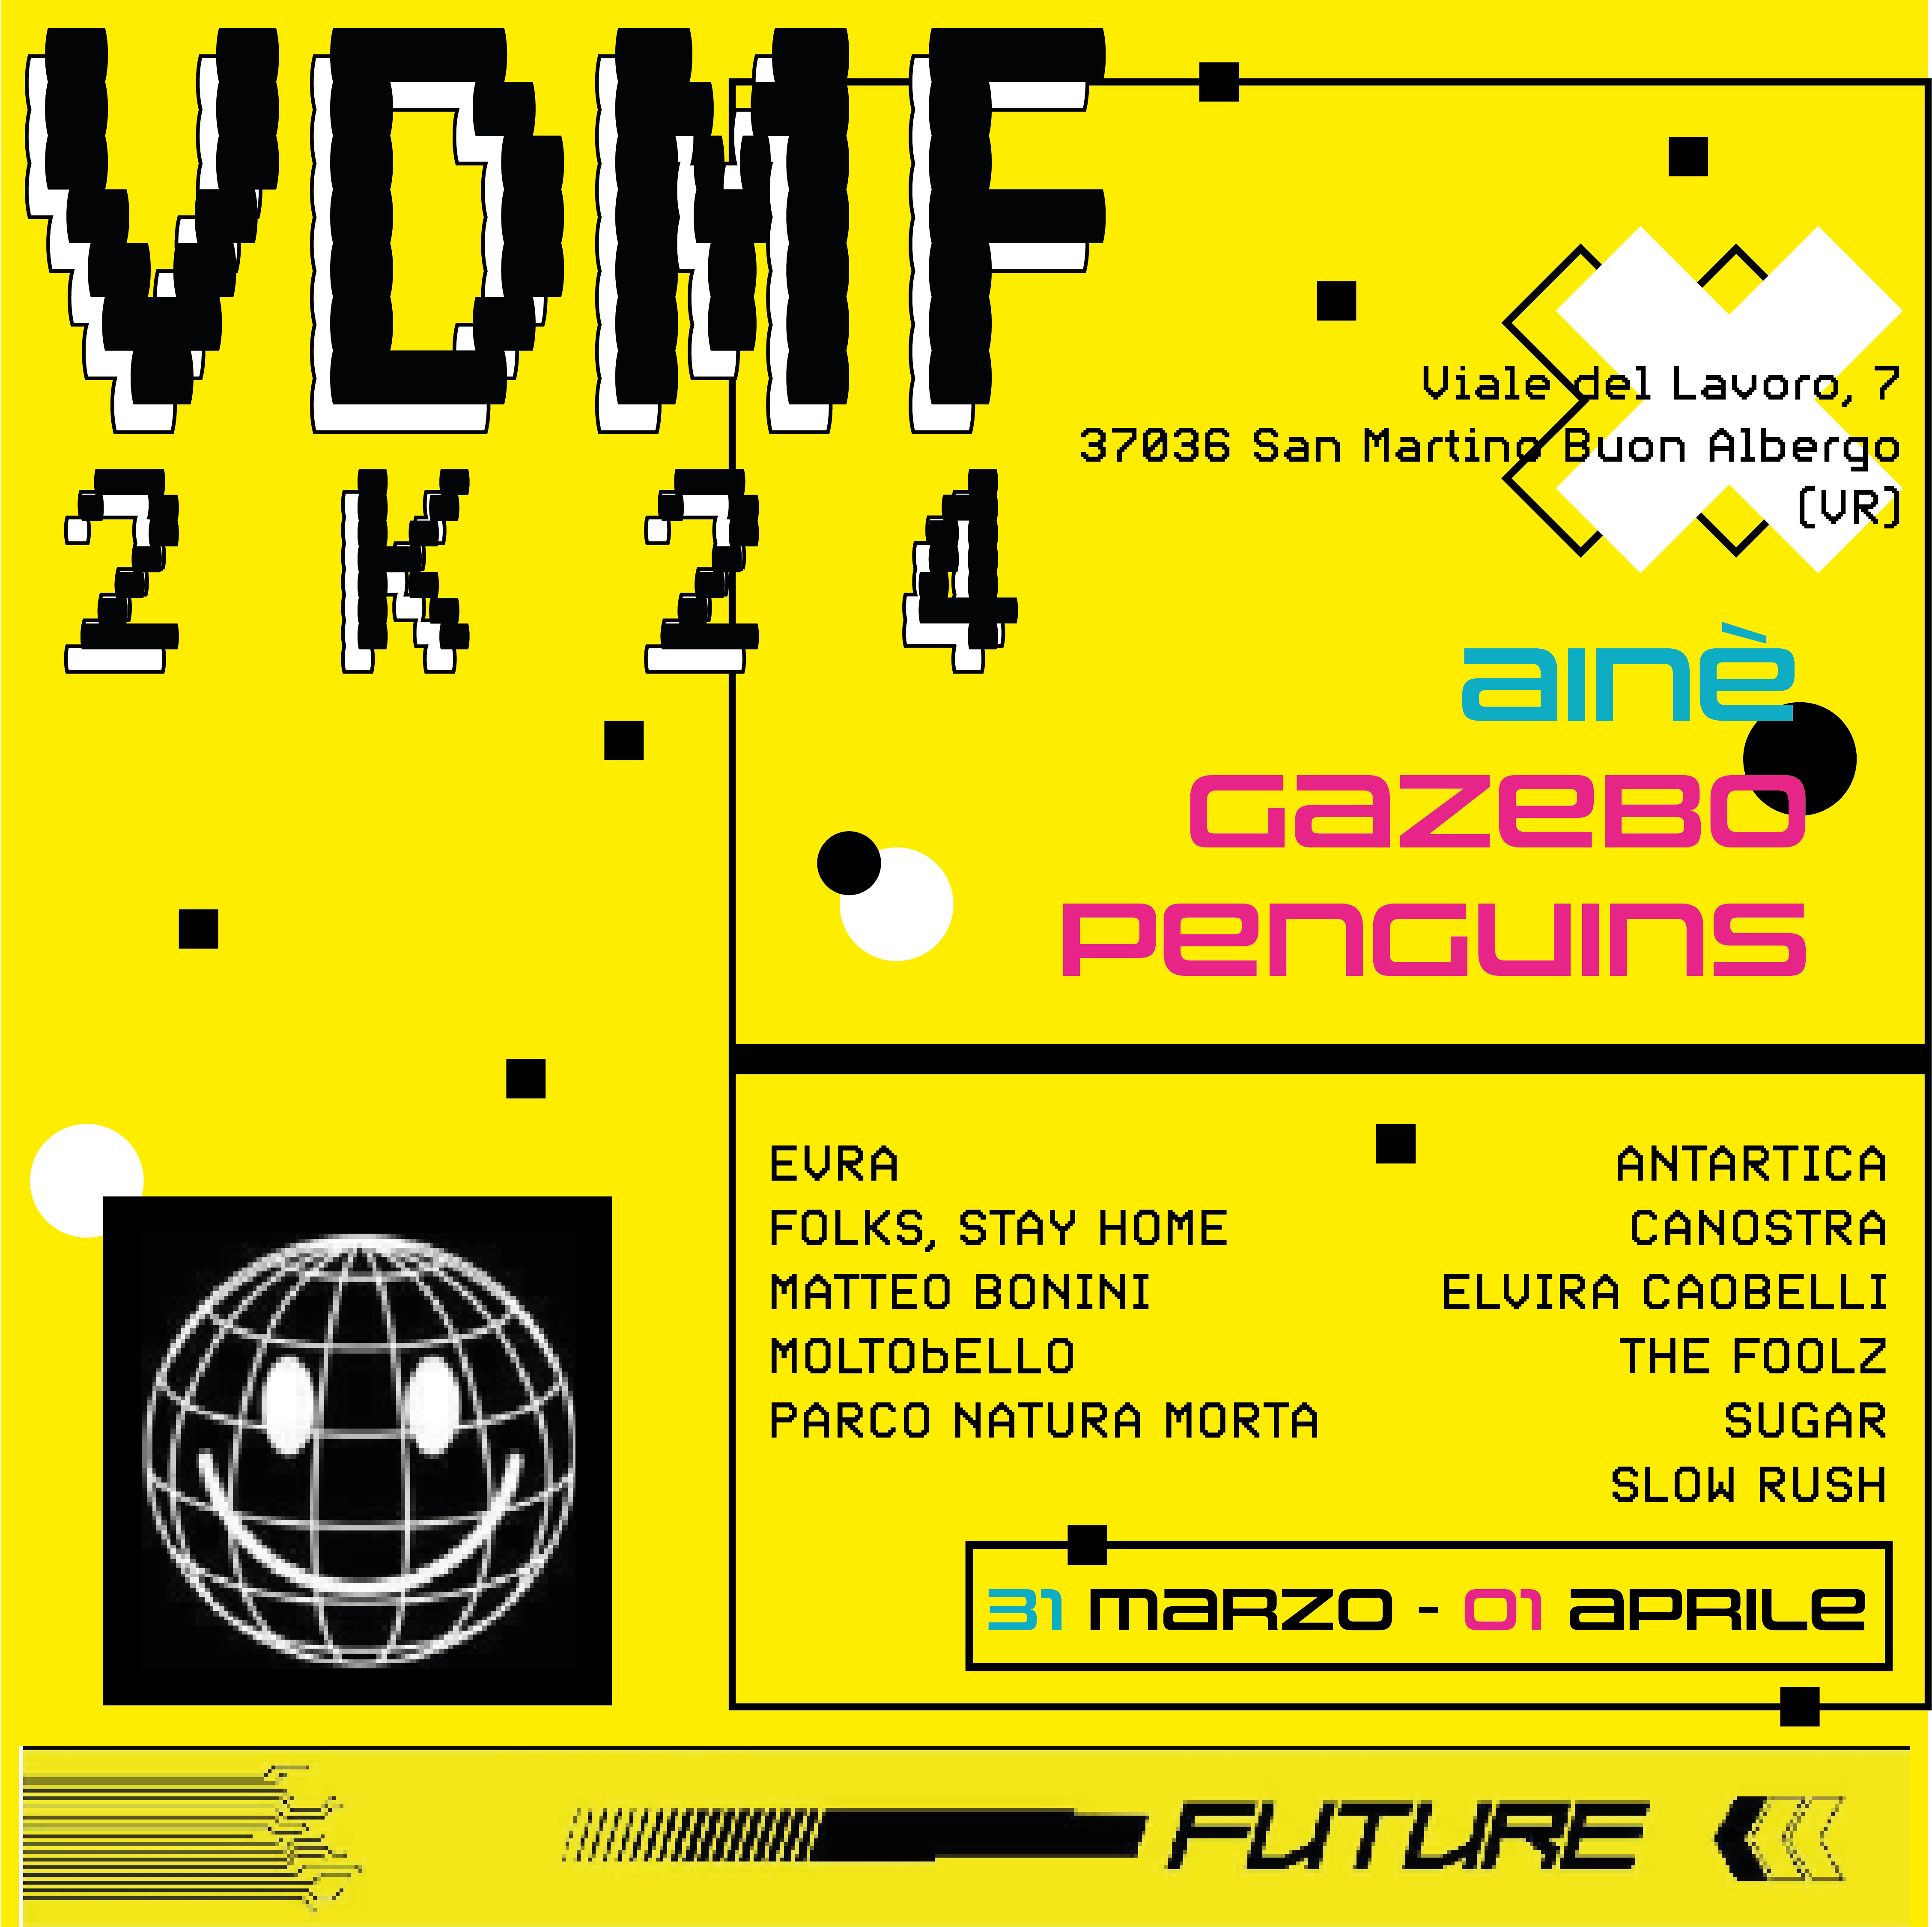 VDMF
2K24
Viale del Lavoro, 7
37036 San Martino Buon Albergo
(VR)
ainè
GazeBO
PenGuins
EVRA
FOLKS, STAY HOME
MATTEO BONINI
MOLTObELLO
PARCO NATURA MORTA
ANTARTICA
CANOSTRA
ELVIRA CAOBELLI
THE FOOLZ
SUGAR
SLOW RUSH
31 maRZO - 01 aPRILe
FUTURE